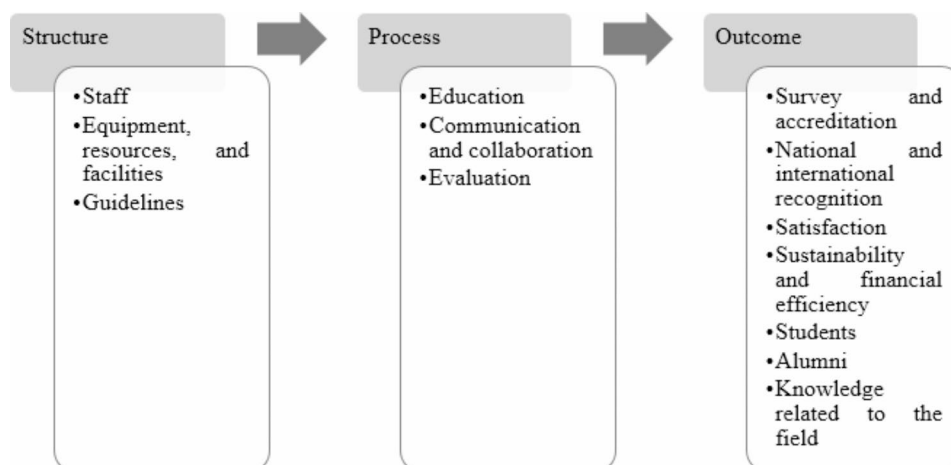 Structure
•Staff
•Equipment,
resources, and
facilities
•Guidelines
Process
•Education
•Communication
and collaboration
•Evaluation
Outcome
•Survey and
accreditation
•National and
international
recognition
•Satisfaction
•Sustainability
and financial
efficiency
•Students
•Alumni
•Knowledge
related to the
field